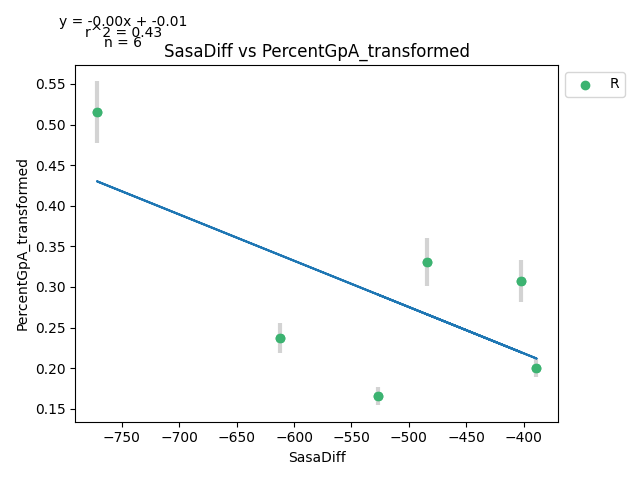 y = -0.00x + -0.01
r^2 = 0.43
n = 6
SasaDiff vs PercentGpA_transformed
R
PercentGpA_transformed
0.55
0.50
0.45
0.40
0.35
0.30
0.25
0.20
0.15
−750 −700 −650 −600 −550 −500 −450 −400
SasaDiff